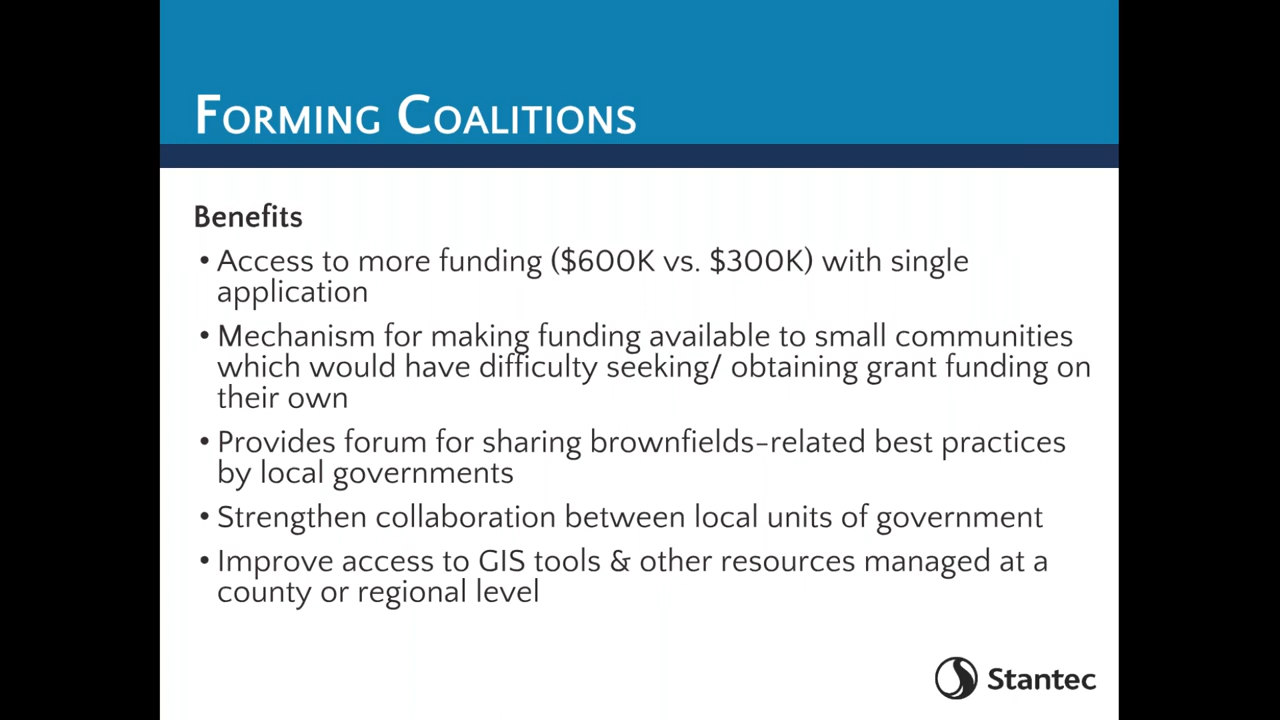 FORMING COALITIONS
Benefits
• Access to more funding ($600K vs. $300K) with single
application
• Mechanism for making funding available to small communities
which would have difficulty seeking/ obtaining grant funding on
their own
• Provides forum for sharing brownfields-related best practices
by local governments
• Strengthen collaboration between local units of government
• Improve access to GIS tools & other resources managed at a
county or regional level
Stantec